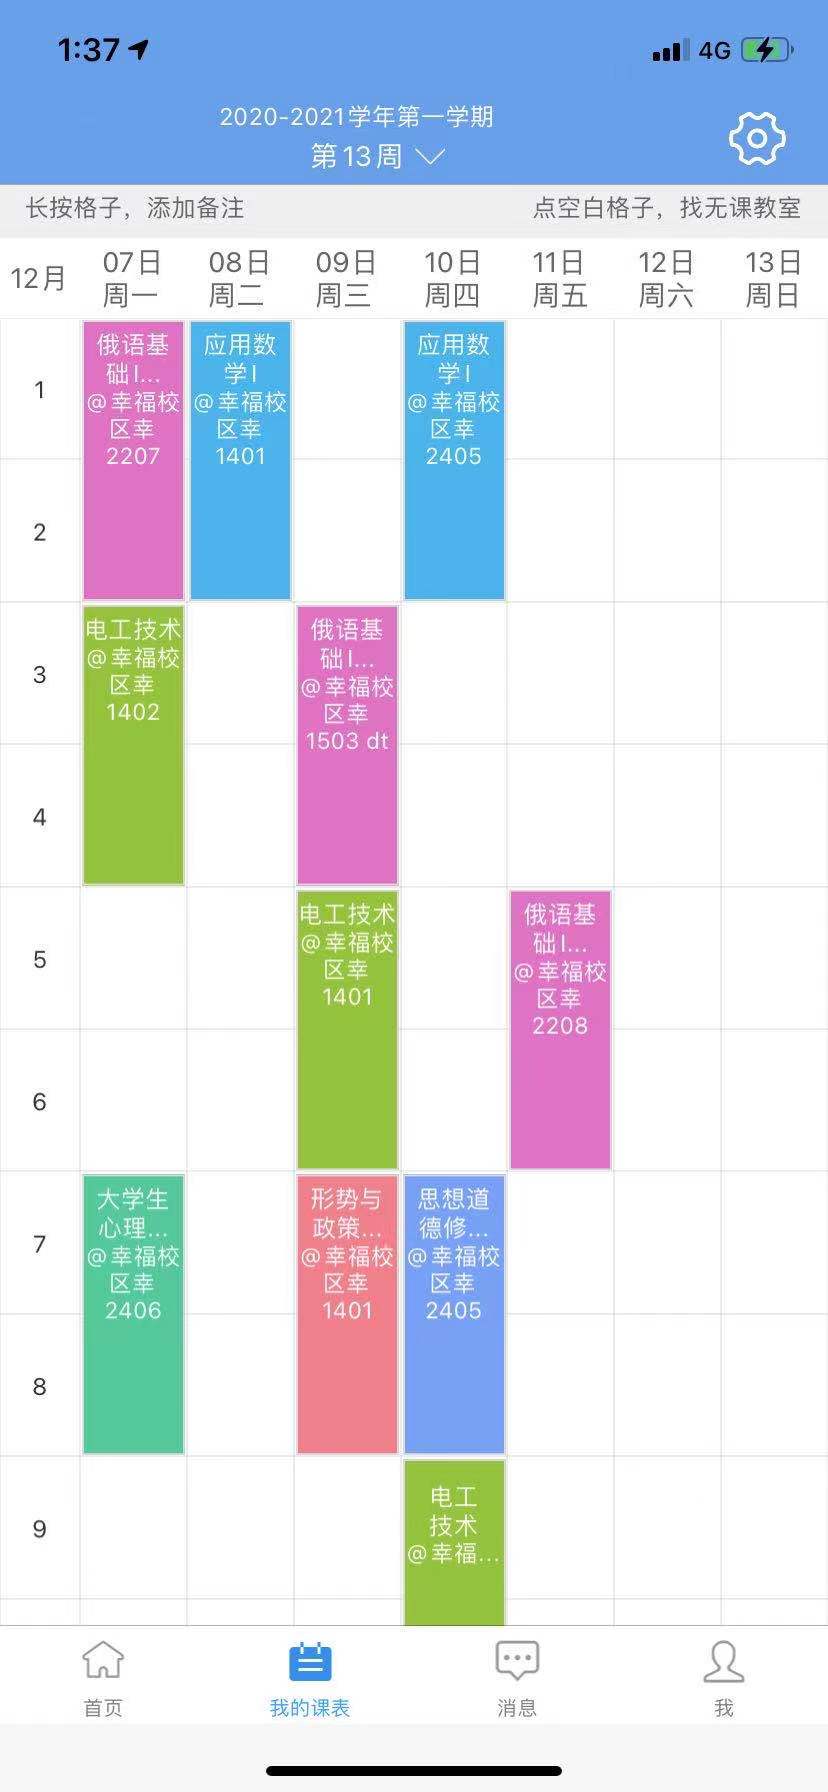 1:37
4G
2020-2021学年第一学期
第13周
长按格子，添加备注
点空白格子，找无课教室
12月
07日
周一
08日
周二
09日
周三
10日
周四
11日
周五
12日
周六
13日
周日
1
俄语基
础I...
@幸福校
区幸
2207
应用数
学I
@幸福校
区幸
1401
应用数
学I
@幸福校
区幸
2405
2
3
电工技术
@幸福校
区幸
1402
俄语基
础I...
@幸福校
区幸
1503 dt
4
5
电工技术
@幸福校
区幸
1401
俄语基
础I...
@幸福校
区幸
2208
6
7
大学生
心理...
@幸福校
区幸
2406
形势与
政策...
@幸福校
区幸
1401
思想道
德修...
@幸福校
区幸
2405
8
9
电工
技术
@幸福...
首页
我的课表
消息
我